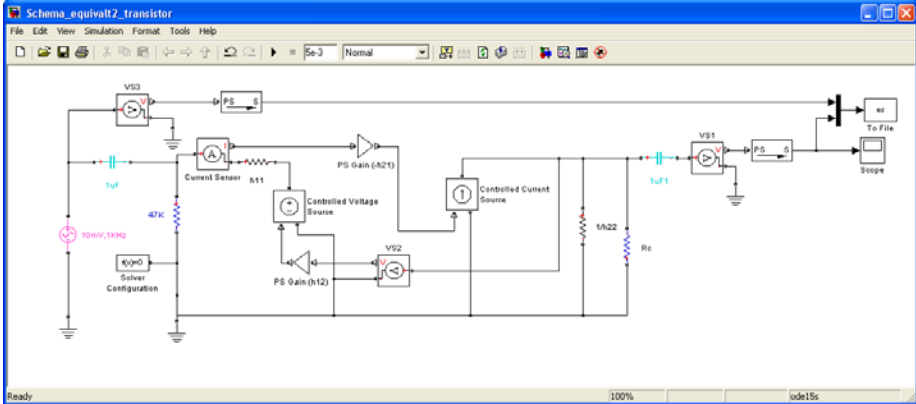 Schema_equivalt2_transistor
File Edit View Simulation Format Tools Help
5e-3 Normal
VS3
V
PS S
ez
To File
VS1
V
PS S
Scope
A
I
Current Sensor
h11
PS Gain (-h21)
1uF
47K
Controlled Voltage
Source
Controlled Current
Source
1uF1
1/h22
Rc
10mV,1KHz
f(x)=0
Solver
Configuration
VS2
V
PS Gain (h12)
Ready 100% ode15s